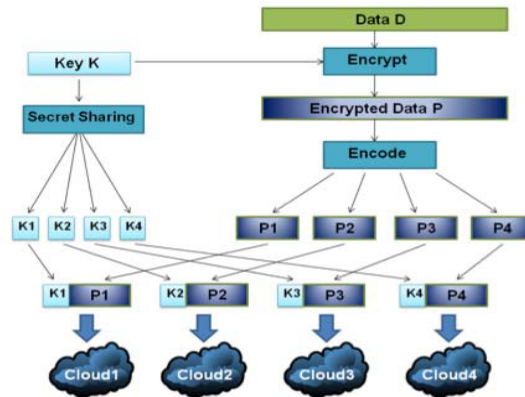 Data D
Key K
Encrypt
Encrypted Data P
Secret Sharing
Encode
K1 K2 K3 K4 P1 P2 P3 P4
K1 P1 K2 P2 K3 P3 K4 P4
Cloud1 Cloud2 Cloud3 Cloud4